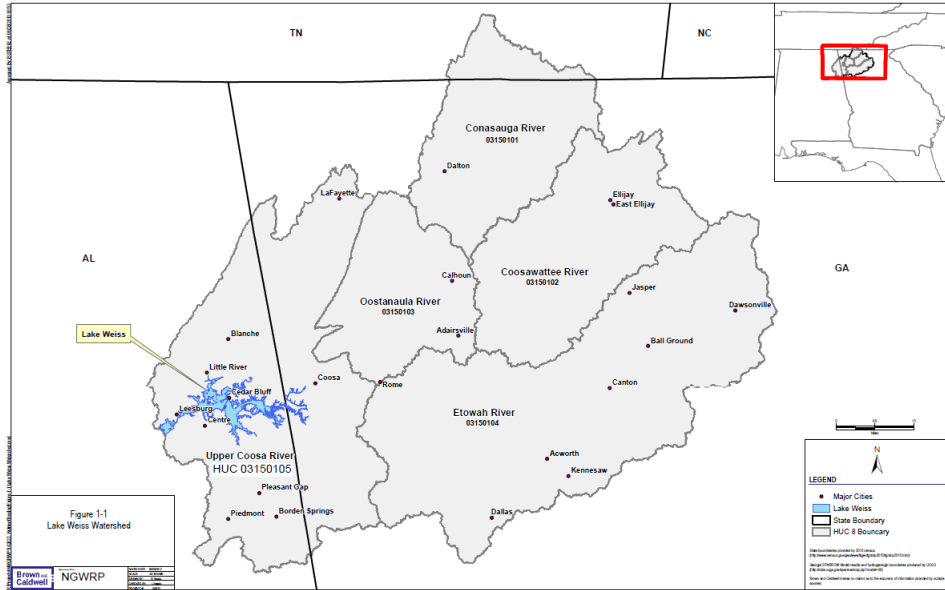 TN
NC
Conasauga River
03150101
Dalton
LaFayette
Ellijay
East Ellijay
AL
GA
Calhoun
Coosawattee River
03150102
Oostanaula River
03150103
Jasper
Dawsonville
Adairsville
Ball Ground
Lake Weiss
Blanche
Little River
Coosa
Rome
Canton
Cedar Bluff
Leesburg
Centre
Etowah River
03150104
Upper Coosa River
HUC 03150105
Acworth
Kennesaw
Pleasant Gap
Piedmont
Borden Springs
Dallas
N
LEGEND
Major Cities
Lake Weiss
State Boundary
HUC 8 Bouncary
Figure 1-1
Lake Weiss Watershed
Brown and
Caldwell
NGWRP